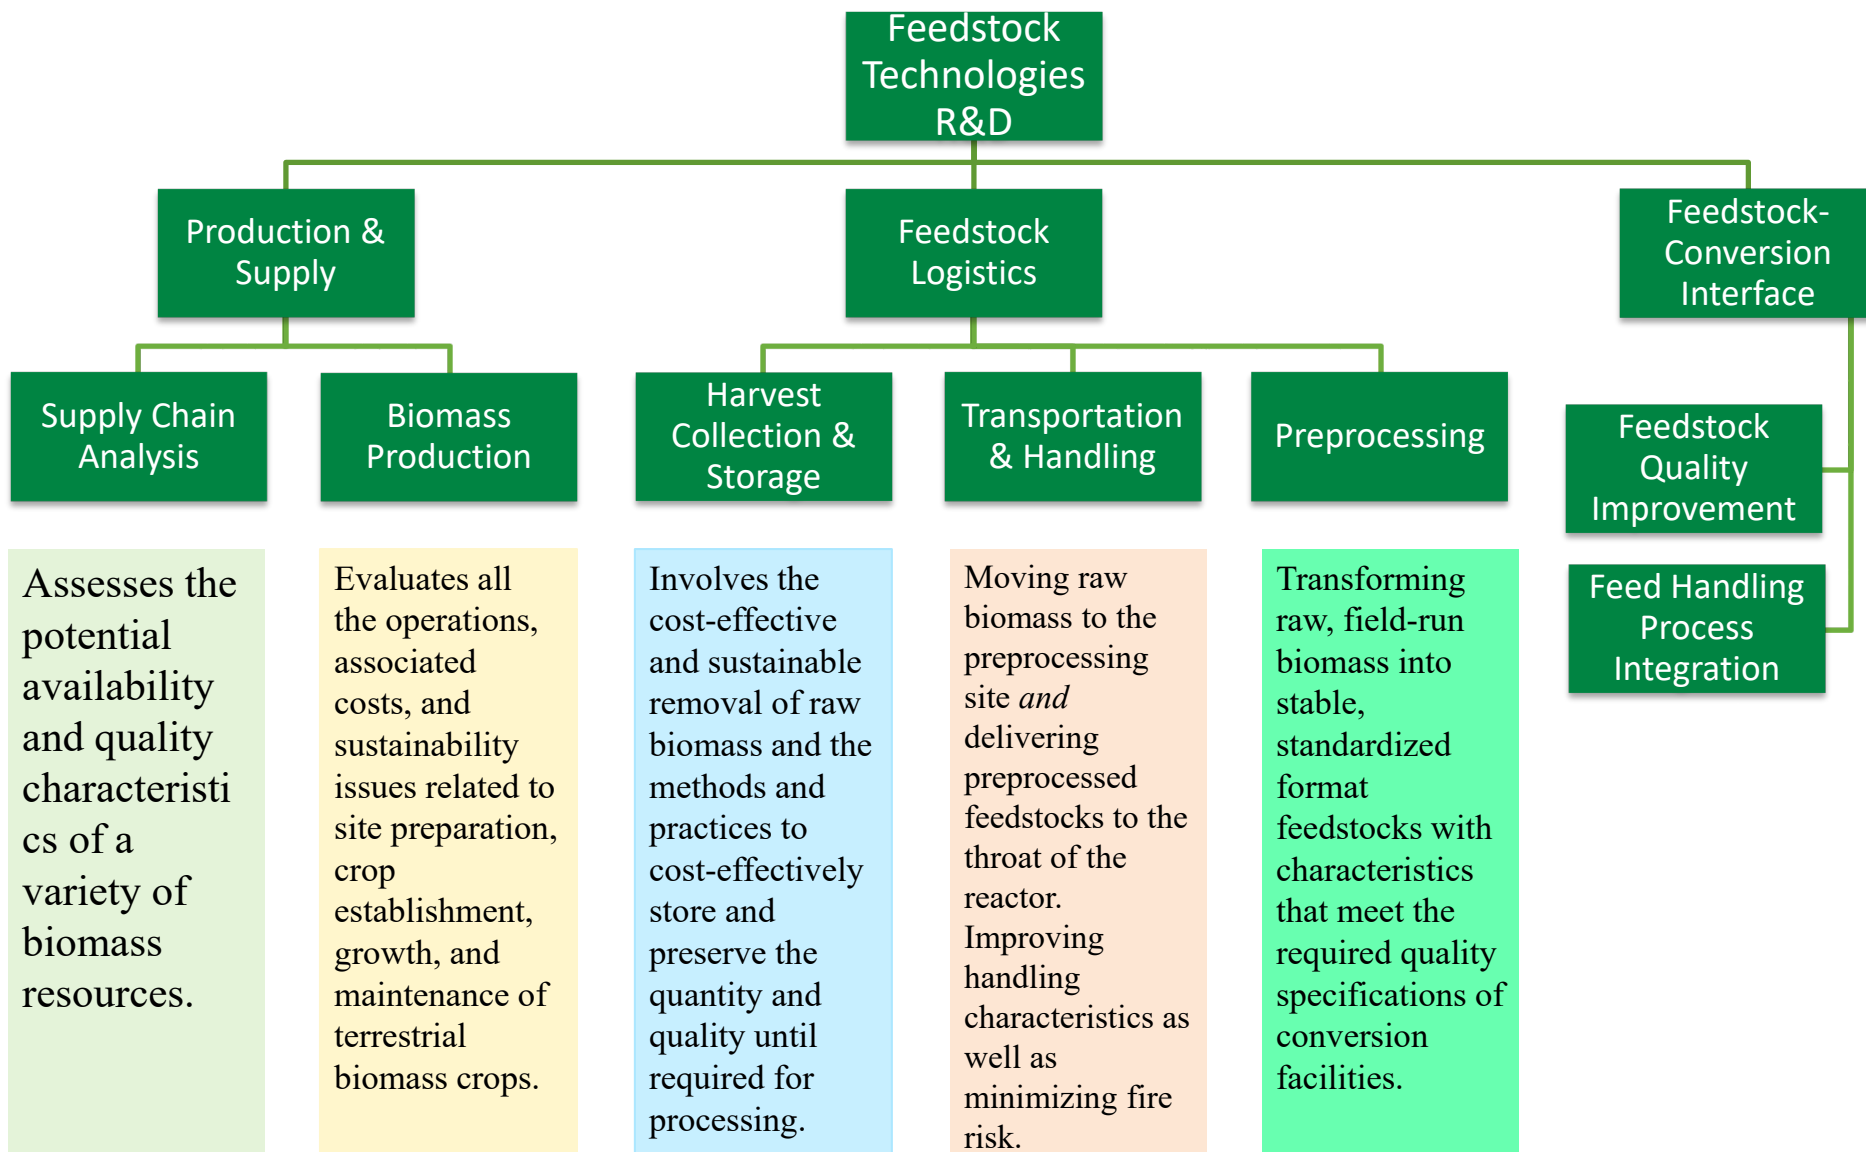 Feedstock
Technologies
R&D
Production &
Supply
Feedstock
Logistics
Feedstock-
Conversion
Interface
Supply Chain
Analysis
Biomass
Production
Harvest
Collection &
Storage
Transportation
& Handling
Preprocessing
Feedstock
Quality
Improvement
Feed Handling
Process
Integration
Assesses the
potential
availability
and quality
characteristi
cs of a
variety of
biomass
resources.
Evaluates all
the operations,
associated
costs, and
sustainability
issues related to
site preparation,
crop
establishment,
growth, and
maintenance of
terrestrial
biomass crops.
Involves the
cost-effective
and sustainable
removal of raw
biomass and the
methods and
practices to
cost-effectively
store and
preserve the
quantity and
quality until
required for
processing.
Moving raw
biomass to the
preprocessing
site and
delivering
preprocessed
feedstocks to the
throat of the
reactor.
Improving
handling
characteristics as
well as
minimizing fire
risk.
Transforming
raw, field-run
biomass into
stable,
standardized
format
feedstocks with
characteristics
that meet the
required quality
specifications of
conversion
facilities.